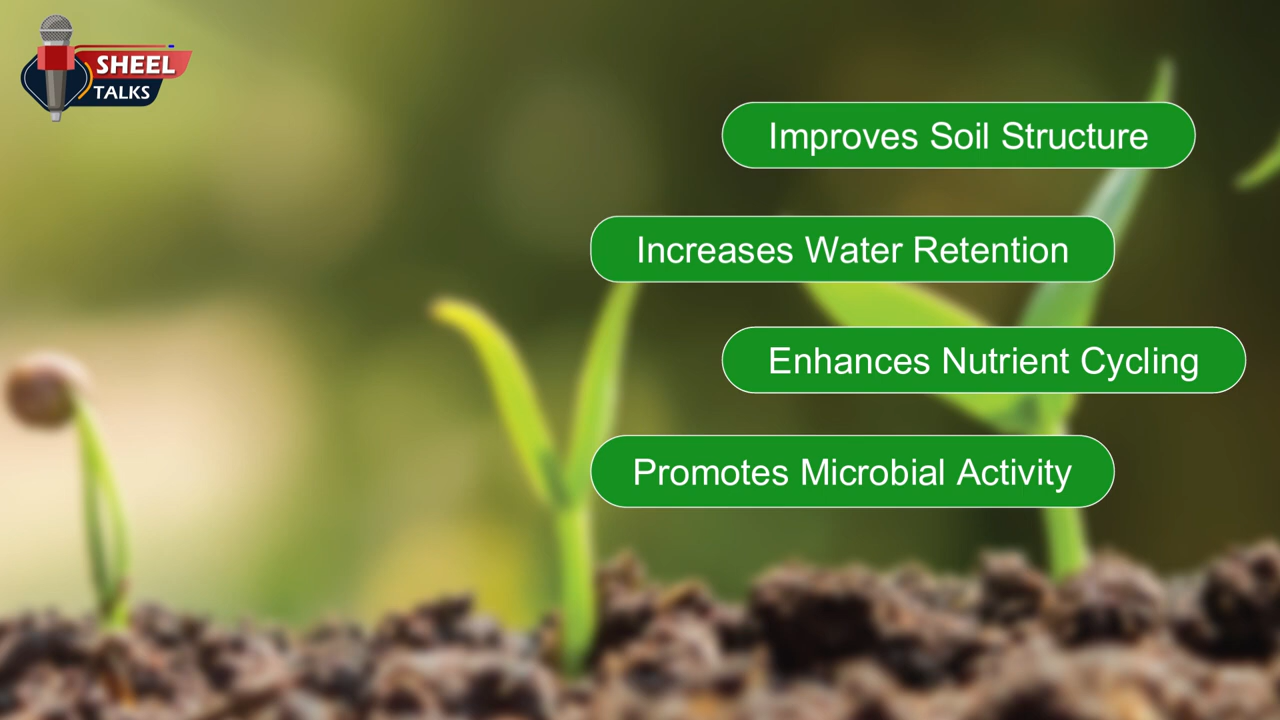 SHEEL
TALKS
Improves Soil Structure
Increases Water Retention
Enhances Nutrient Cycling
Promotes Microbial Activity